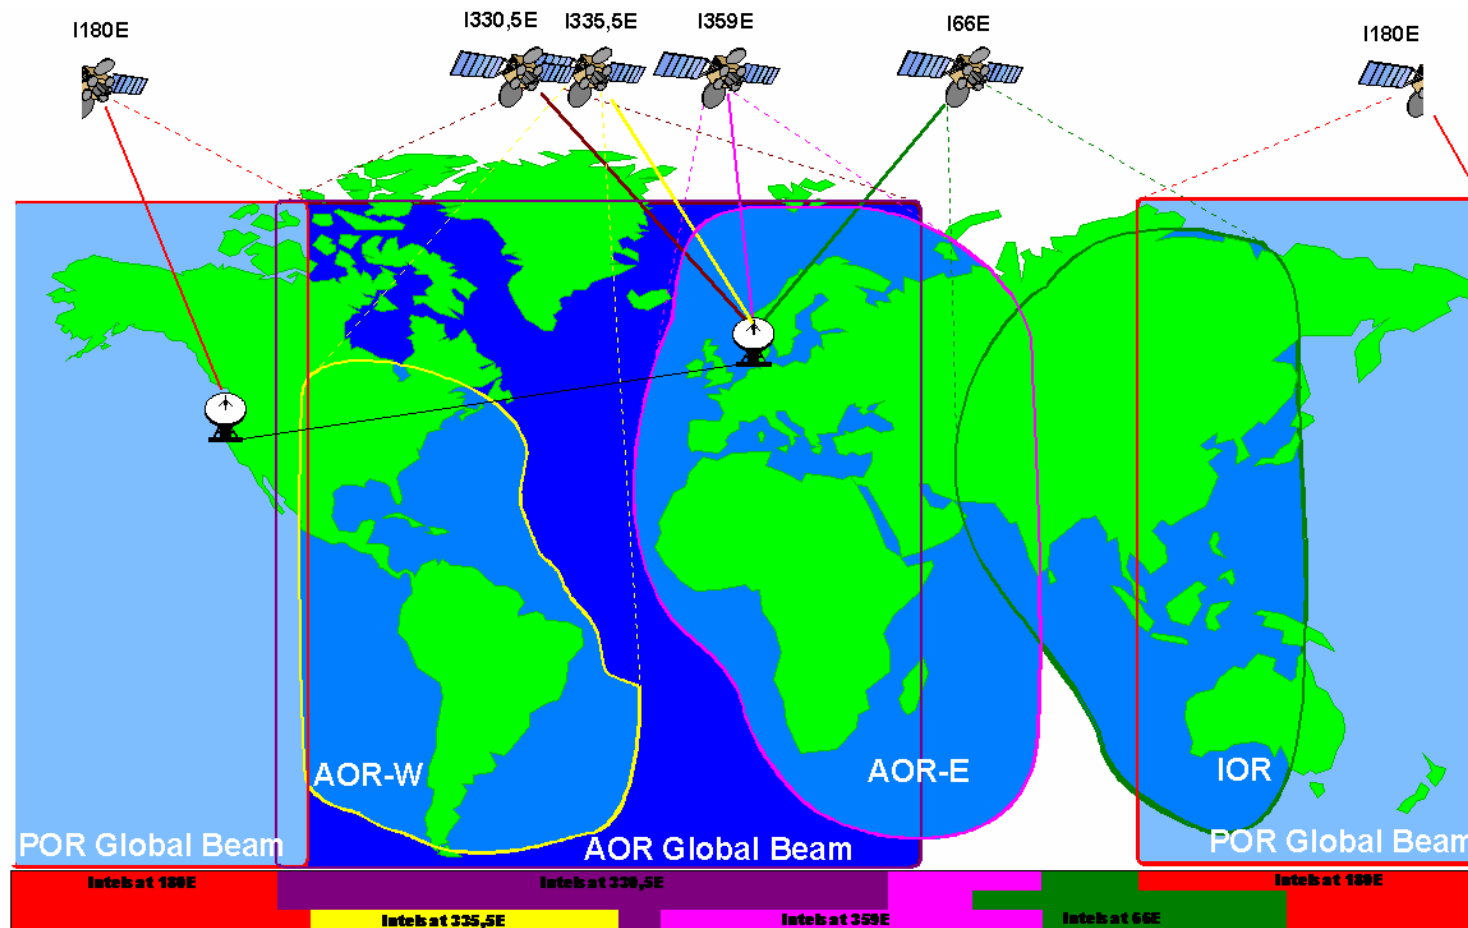 I180E
I330,5E
I335,5E
I359E
I66E
I180E
AOR-W
AOR-E
IOR
POR Global Beam
AOR Global Beam
POR Global Beam
Intelsat 180E
Intelsat 330,5E
Intelsat 180E
Intelsat 335,5E
Intelsat 359E
Intelsat 66E